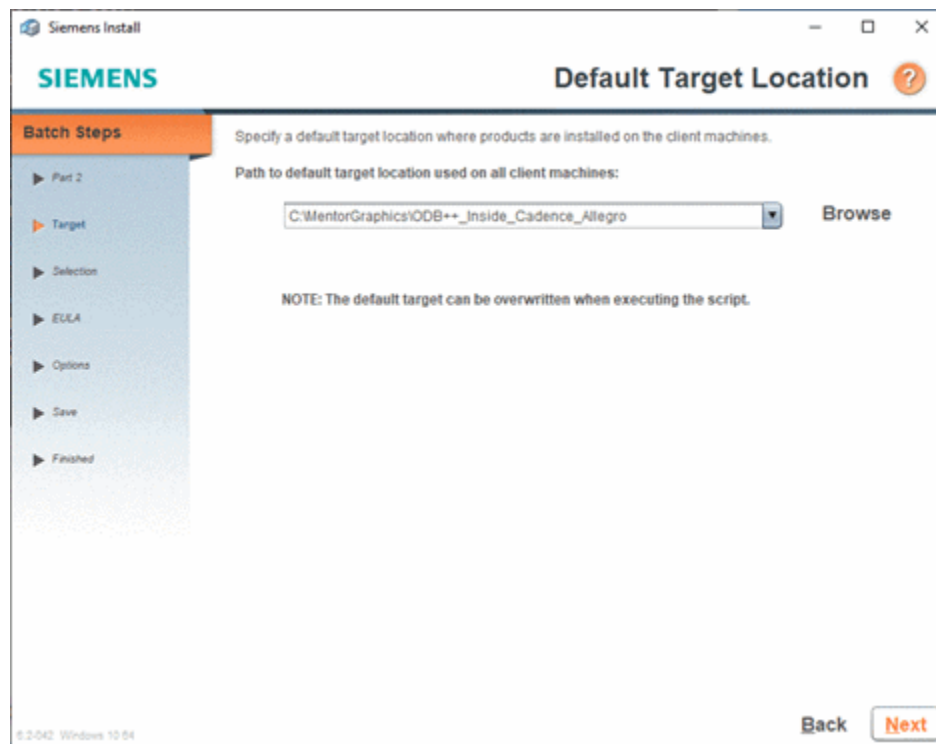 Siemens Install
SIEMENS
Default Target Location
?
Batch Steps
Part 2
Target
Selection
EULA
Options
Save
Finished
Specify a default target location where products are installed on the client machines.
Path to default target location used on all client machines:
C:\MentorGraphics\ODB++_Inside_Cadence_Allegro
Browse
NOTE: The default target can be overwritten when executing the script.
Back
Next
6.2-042 Windows 10 64